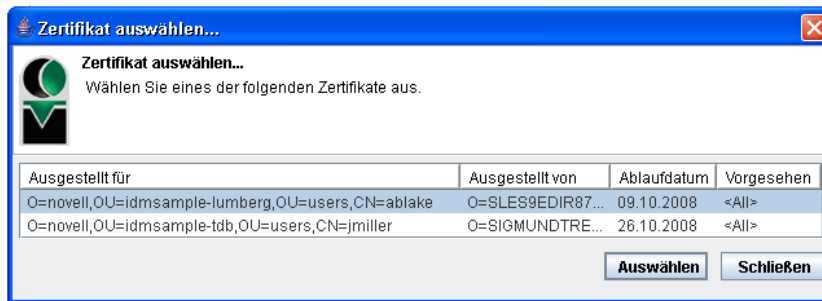 Zertifikat auswählen...
Zertifikat auswählen...
Wählen Sie eines der folgenden Zertifikate aus.
Ausgestellt für Ausgestellt von Ablaufdatum Vorgesehen
O=novell,OU=idmsample-lumberg,OU=users,CN=ablake O=SLES9EDIR87... 09.10.2008 <All>
O=novell,OU=idmsample-tdb,OU=users,CN=jmiller O=SIGMUNDTRE... 26.10.2008 <All>
Auswählen Schließen